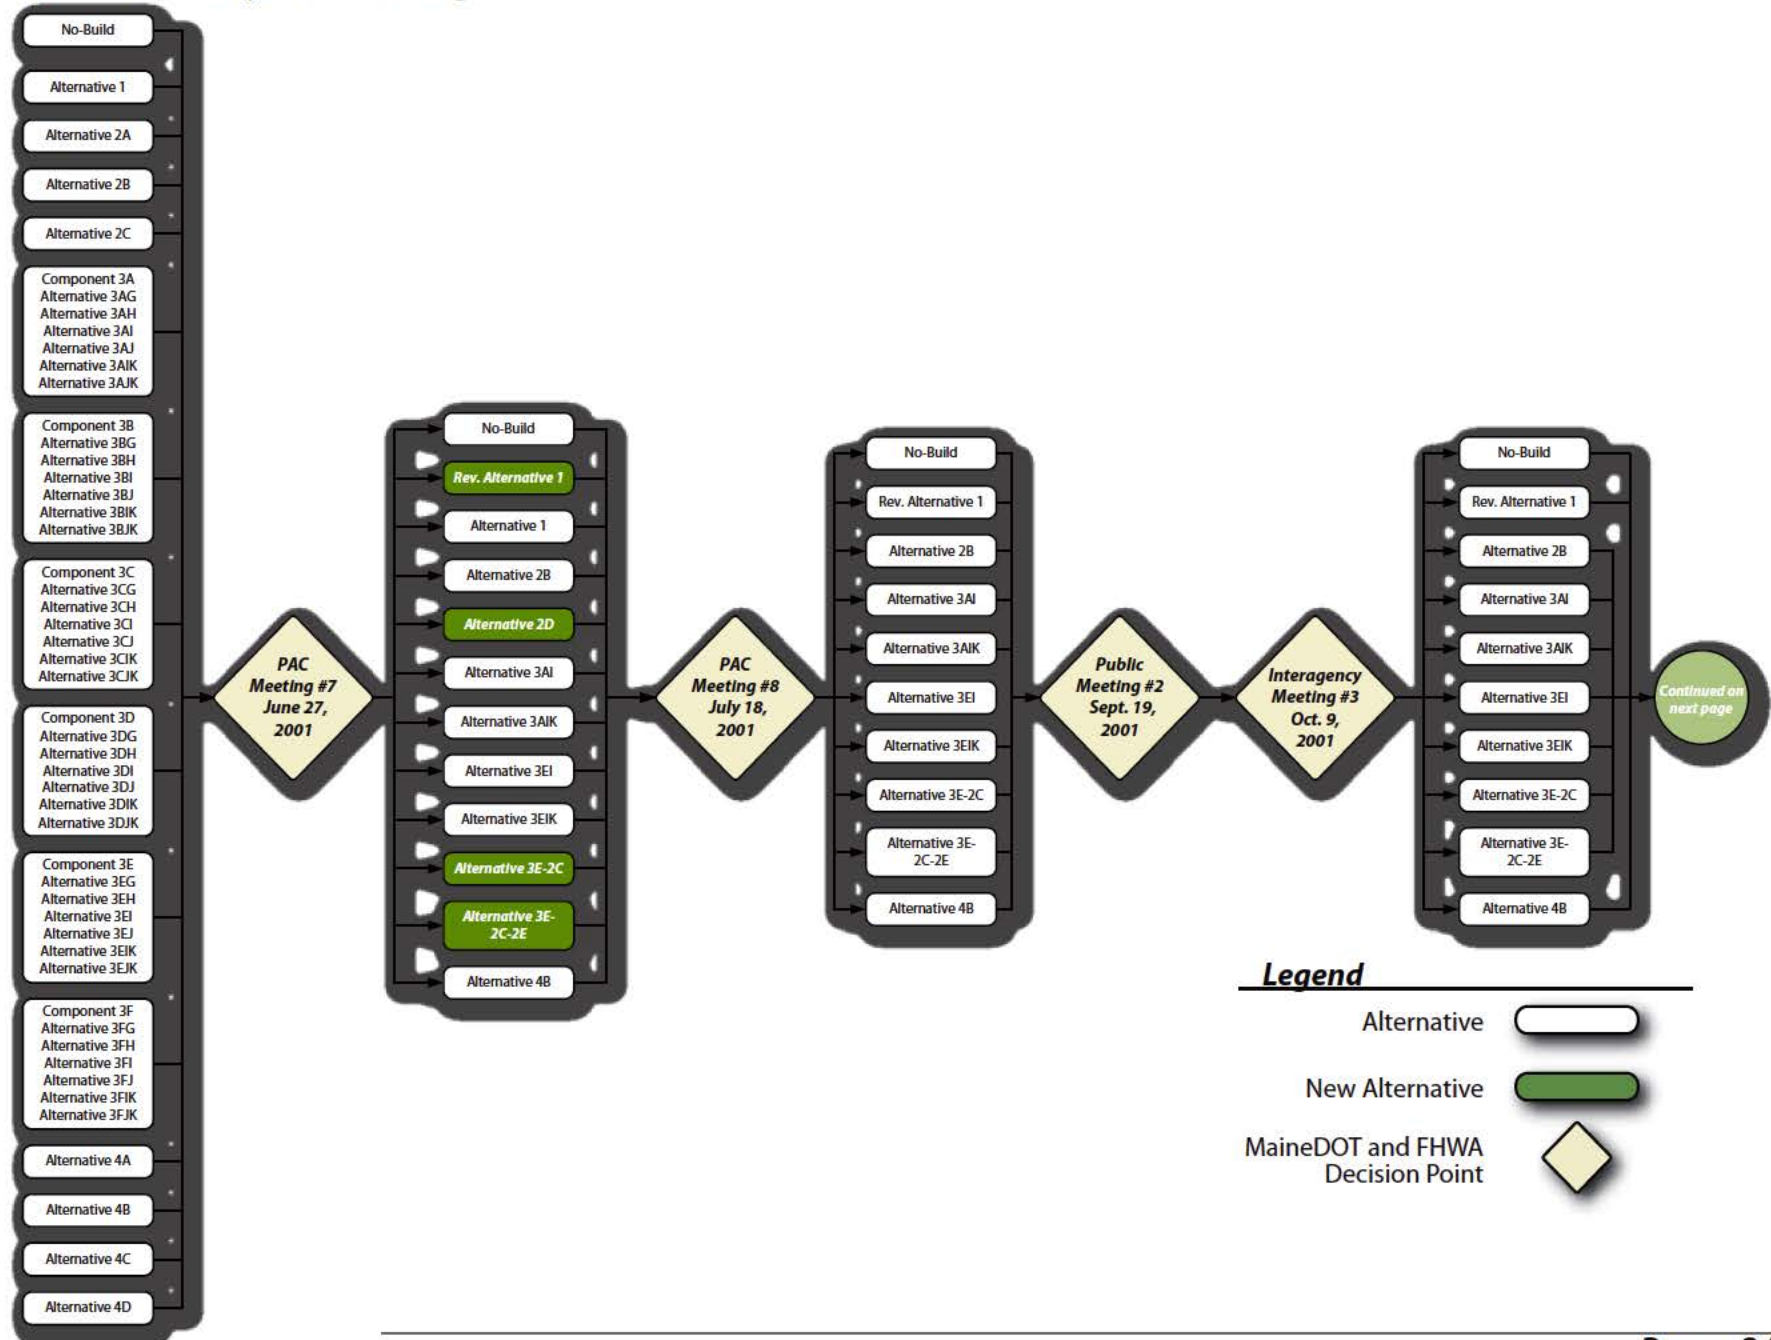 No-Build
Alternative 1
Alternative 2A
Alternative 2B
Alternative 2C
Component 3A
Alternative 3AG
Alternative 3AH
Alternative 3AI
Alternative 3AJ
Alternative 3AIK
Alternative 3AJK
Component 3B
Alternative 3BG
Alternative 3BH
Alternative 3BI
Alternative 3BJ
Alternative 3BIK
Alternative 3BJK
Component 3C
Alternative 3CG
Alternative 3CH
Alternative 3CI
Alternative 3CJ
Alternative 3CIK
Alternative 3CJK
Component 3D
Alternative 3DG
Alternative 3DH
Alternative 3DI
Alternative 3DJ
Alternative 3DIK
Alternative 3DJK
Component 3E
Alternative 3EG
Alternative 3EH
Alternative 3EI
Alternative 3EJ
Alternative 3EIK
Alternative 3EJK
Component 3F
Alternative 3FG
Alternative 3FH
Alternative 3FI
Alternative 3FJ
Alternative 3FIK
Alternative 3FJK
Alternative 4A
Alternative 4B
Alternative 4C
Alternative 4D
PAC
Meeting #7
June 27,
2001
No-Build
Rev. Alternative 1
Alternative 1
Alternative 2B
Alternative 2D
Alternative 3AI
Alternative 3AIK
Alternative 3EI
Alternative 3EIK
Alternative 3E-2C
Alternative 3E-
2C-2E
Alternative 4B
PAC
Meeting #8
July 18,
2001
No-Build
Rev. Alternative 1
Alternative 2B
Alternative 3AI
Alternative 3AIK
Alternative 3EI
Alternative 3EIK
Alternative 3E-2C
Alternative 3E-
2C-2E
Alternative 4B
Public
Meeting #2
Sept. 19,
2001
Interagency
Meeting #3
Oct. 9,
2001
No-Build
Rev. Alternative 1
Alternative 2B
Alternative 3AI
Alternative 3AIK
Alternative 3EI
Alternative 3EIK
Alternative 3E-2C
Alternative 3E-
2C-2E
Alternative 4B
Continued on
next page
Legend
Alternative
New Alternative
MaineDOT and FHWA
Decision Point